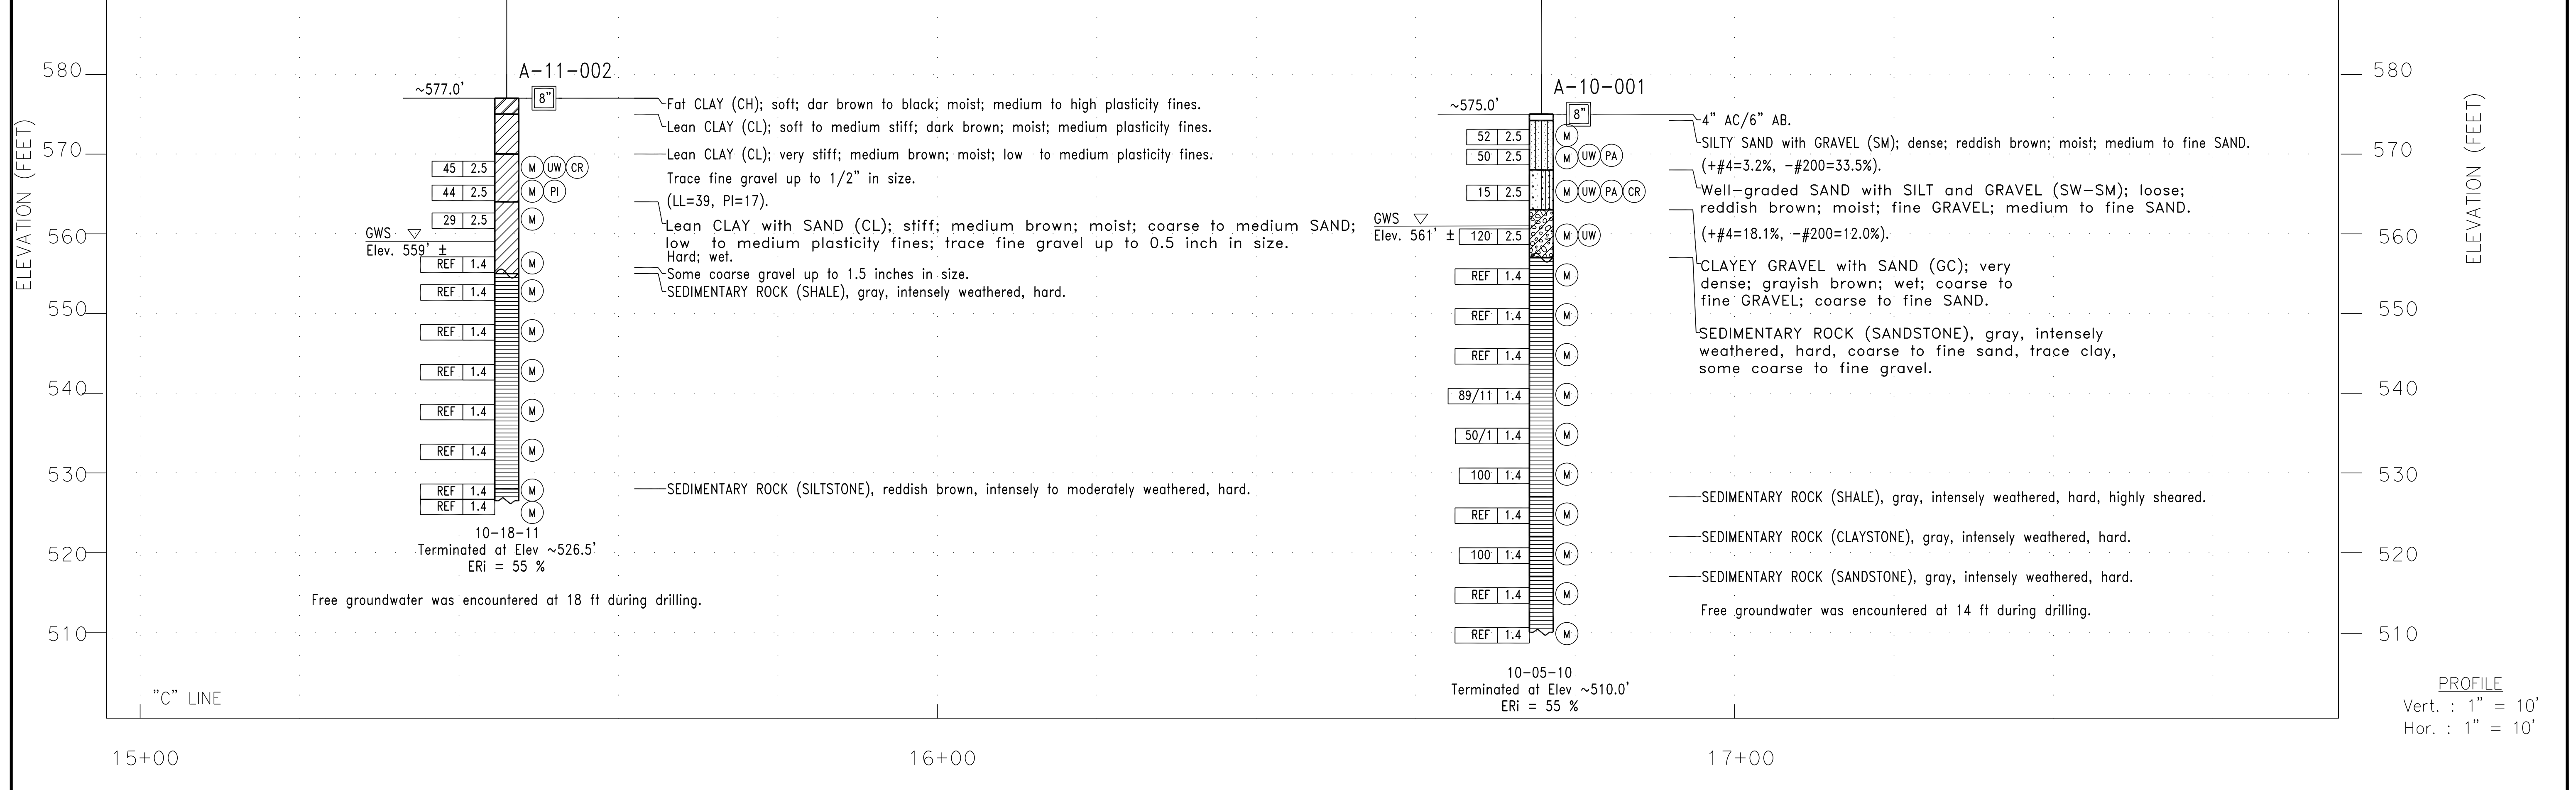 580
570
560
550
540
530
520
510
ELEVATION (FEET)
A-11-002
~577.0'
8"
Fat CLAY (CH); soft; dar brown to black; moist; medium to high plasticity fines.
Lean CLAY (CL); soft to medium stiff; dark brown; moist; medium plasticity fines.
Lean CLAY (CL); very stiff; medium brown; moist; low to medium plasticity fines.
Trace fine gravel up to 1/2" in size.
(LL=39, PI=17).
Lean CLAY with SAND (CL); stiff; medium brown; moist; coarse to medium SAND;
low to medium plasticity fines; trace fine gravel up to 0.5 inch in size.
Hard; wet.
Some coarse gravel up to 1.5 inches in size.
SEDIMENTARY ROCK (SHALE), gray, intensely weathered, hard.
SEDIMENTARY ROCK (SILTSTONE), reddish brown, intensely to moderately weathered, hard.
45 2.5 M UW CR
44 2.5 M PI
29 2.5 M
GWS
Elev. 559' ±
REF 1.4 M
REF 1.4 M
REF 1.4 M
REF 1.4 M
REF 1.4 M
REF 1.4 M
REF 1.4 M
REF 1.4 M
10-18-11
Terminated at Elev ~526.5'
ERi = 55 %
Free groundwater was encountered at 18 ft during drilling.
A-10-001
~575.0'
8"
4" AC/6" AB.
SILTY SAND with GRAVEL (SM); dense; reddish brown; moist; medium to fine SAND.
(+#4=3.2%, -#200=33.5%).
Well-graded SAND with SILT and GRAVEL (SW-SM); loose;
reddish brown; moist; fine GRAVEL; medium to fine SAND.
(+#4=18.1%, -#200=12.0%).
CLAYEY GRAVEL with SAND (GC); very
dense; grayish brown; wet; coarse to
fine GRAVEL; coarse to fine SAND.
SEDIMENTARY ROCK (SANDSTONE), gray, intensely
weathered, hard, coarse to fine sand, trace clay,
some coarse to fine gravel.
SEDIMENTARY ROCK (SHALE), gray, intensely weathered, hard, highly sheared.
SEDIMENTARY ROCK (CLAYSTONE), gray, intensely weathered, hard.
SEDIMENTARY ROCK (SANDSTONE), gray, intensely weathered, hard.
Free groundwater was encountered at 14 ft during drilling.
52 2.5 M
50 2.5 M UW PA
15 2.5 M UW PA CR
GWS
Elev. 561' ±
120 2.5 M UW
REF 1.4 M
REF 1.4 M
REF 1.4 M
89/11 1.4 M
50/1 1.4 M
100 1.4 M
REF 1.4 M
100 1.4 M
REF 1.4 M
REF 1.4 M
10-05-10
Terminated at Elev ~510.0'
ERi = 55 %
580
570
560
550
540
530
520
510
ELEVATION (FEET)
"C" LINE
15+00
16+00
17+00
PROFILE
Vert. : 1" = 10'
Hor. : 1" = 10'